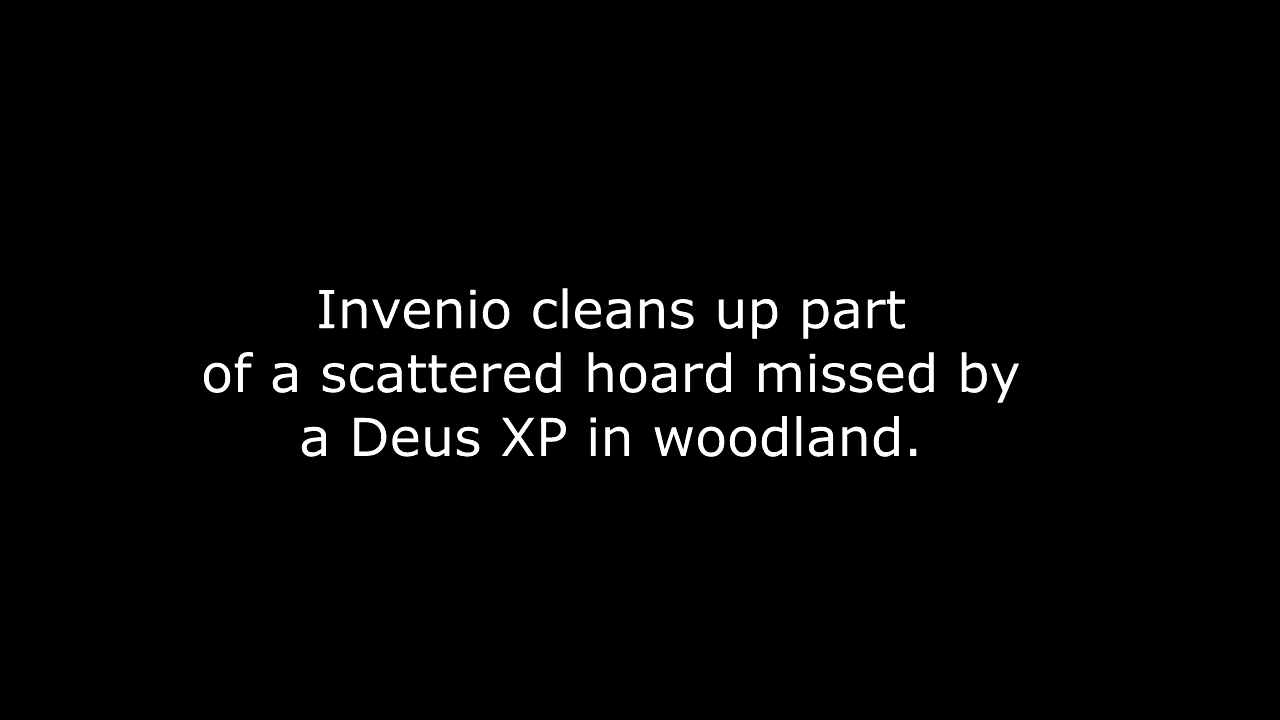 Invenio cleans up part
of a scattered hoard missed by
a Deus XP in woodland.